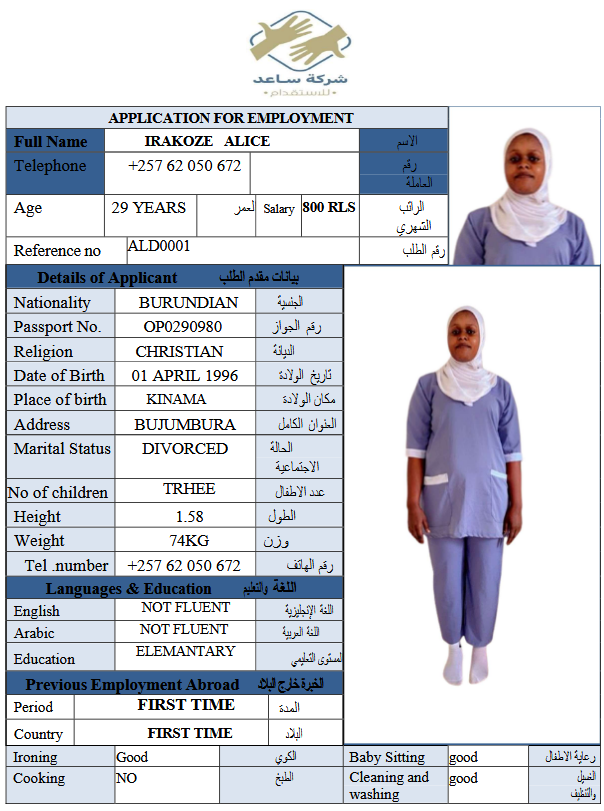 شركة ساعد
للاستقدام
APPLICATION FOR EMPLOYMENT
Full Name IRAKOZE ALICE الاسم
Telephone +257 62 050 672 رقم
العاملة
Age 29 YEARS العمر Salary 800 RLS الراتب
الشهري
Reference no ALD0001 رقم الطلب
Details of Applicant بيانات مقدم الطلب
Nationality BURUNDIAN الجنسية
Passport No. OP0290980 رقم الجواز
Religion CHRISTIAN الديانة
Date of Birth 01 APRIL 1996 تاريخ الولادة
Place of birth KINAMA مكان الولادة
Address BUJUMBURA العنوان الكامل
Marital Status DIVORCED الحالة
الاجتماعية
No of children TRHEE عدد الاطفال
Height 1.58 الطول
Weight 74KG وزن
Tel .number +257 62 050 672 رقم الهاتف
Languages & Education اللغة والتعليم
English NOT FLUENT اللغة الإنجليزية
Arabic NOT FLUENT اللغة العربية
Education ELEMANTARY المستوى التعليمي
Previous Employment Abroad الخبرة خارج البلاد
Period FIRST TIME المدة
Country FIRST TIME البلاد
Ironing Good الكوي Baby Sitting good رعاية الاطفال
Cooking NO الطبخ Cleaning and washing good الغسيل
والتنظيف